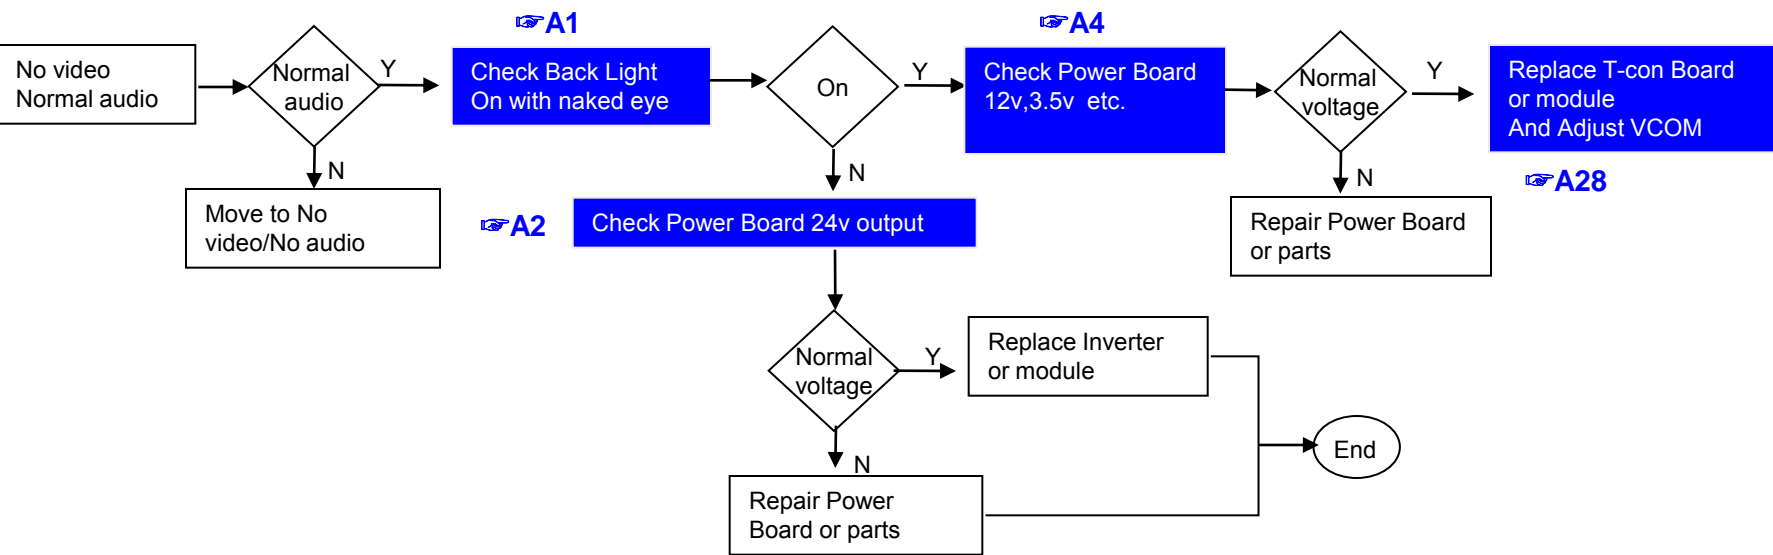 ☞A1
☞A4
No video
Normal audio
Normal
audio
Y
Check Back Light
On with naked eye
On
Y
Check Power Board
12v,3.5v etc.
Normal
voltage
Y
Replace T-con Board
or module
And Adjust VCOM
N
N
N
☞A28
Move to No
video/No audio
☞A2
Check Power Board 24v output
Repair Power Board
or parts
Normal
voltage
Y
Replace Inverter
or module
End
N
Repair Power
Board or parts